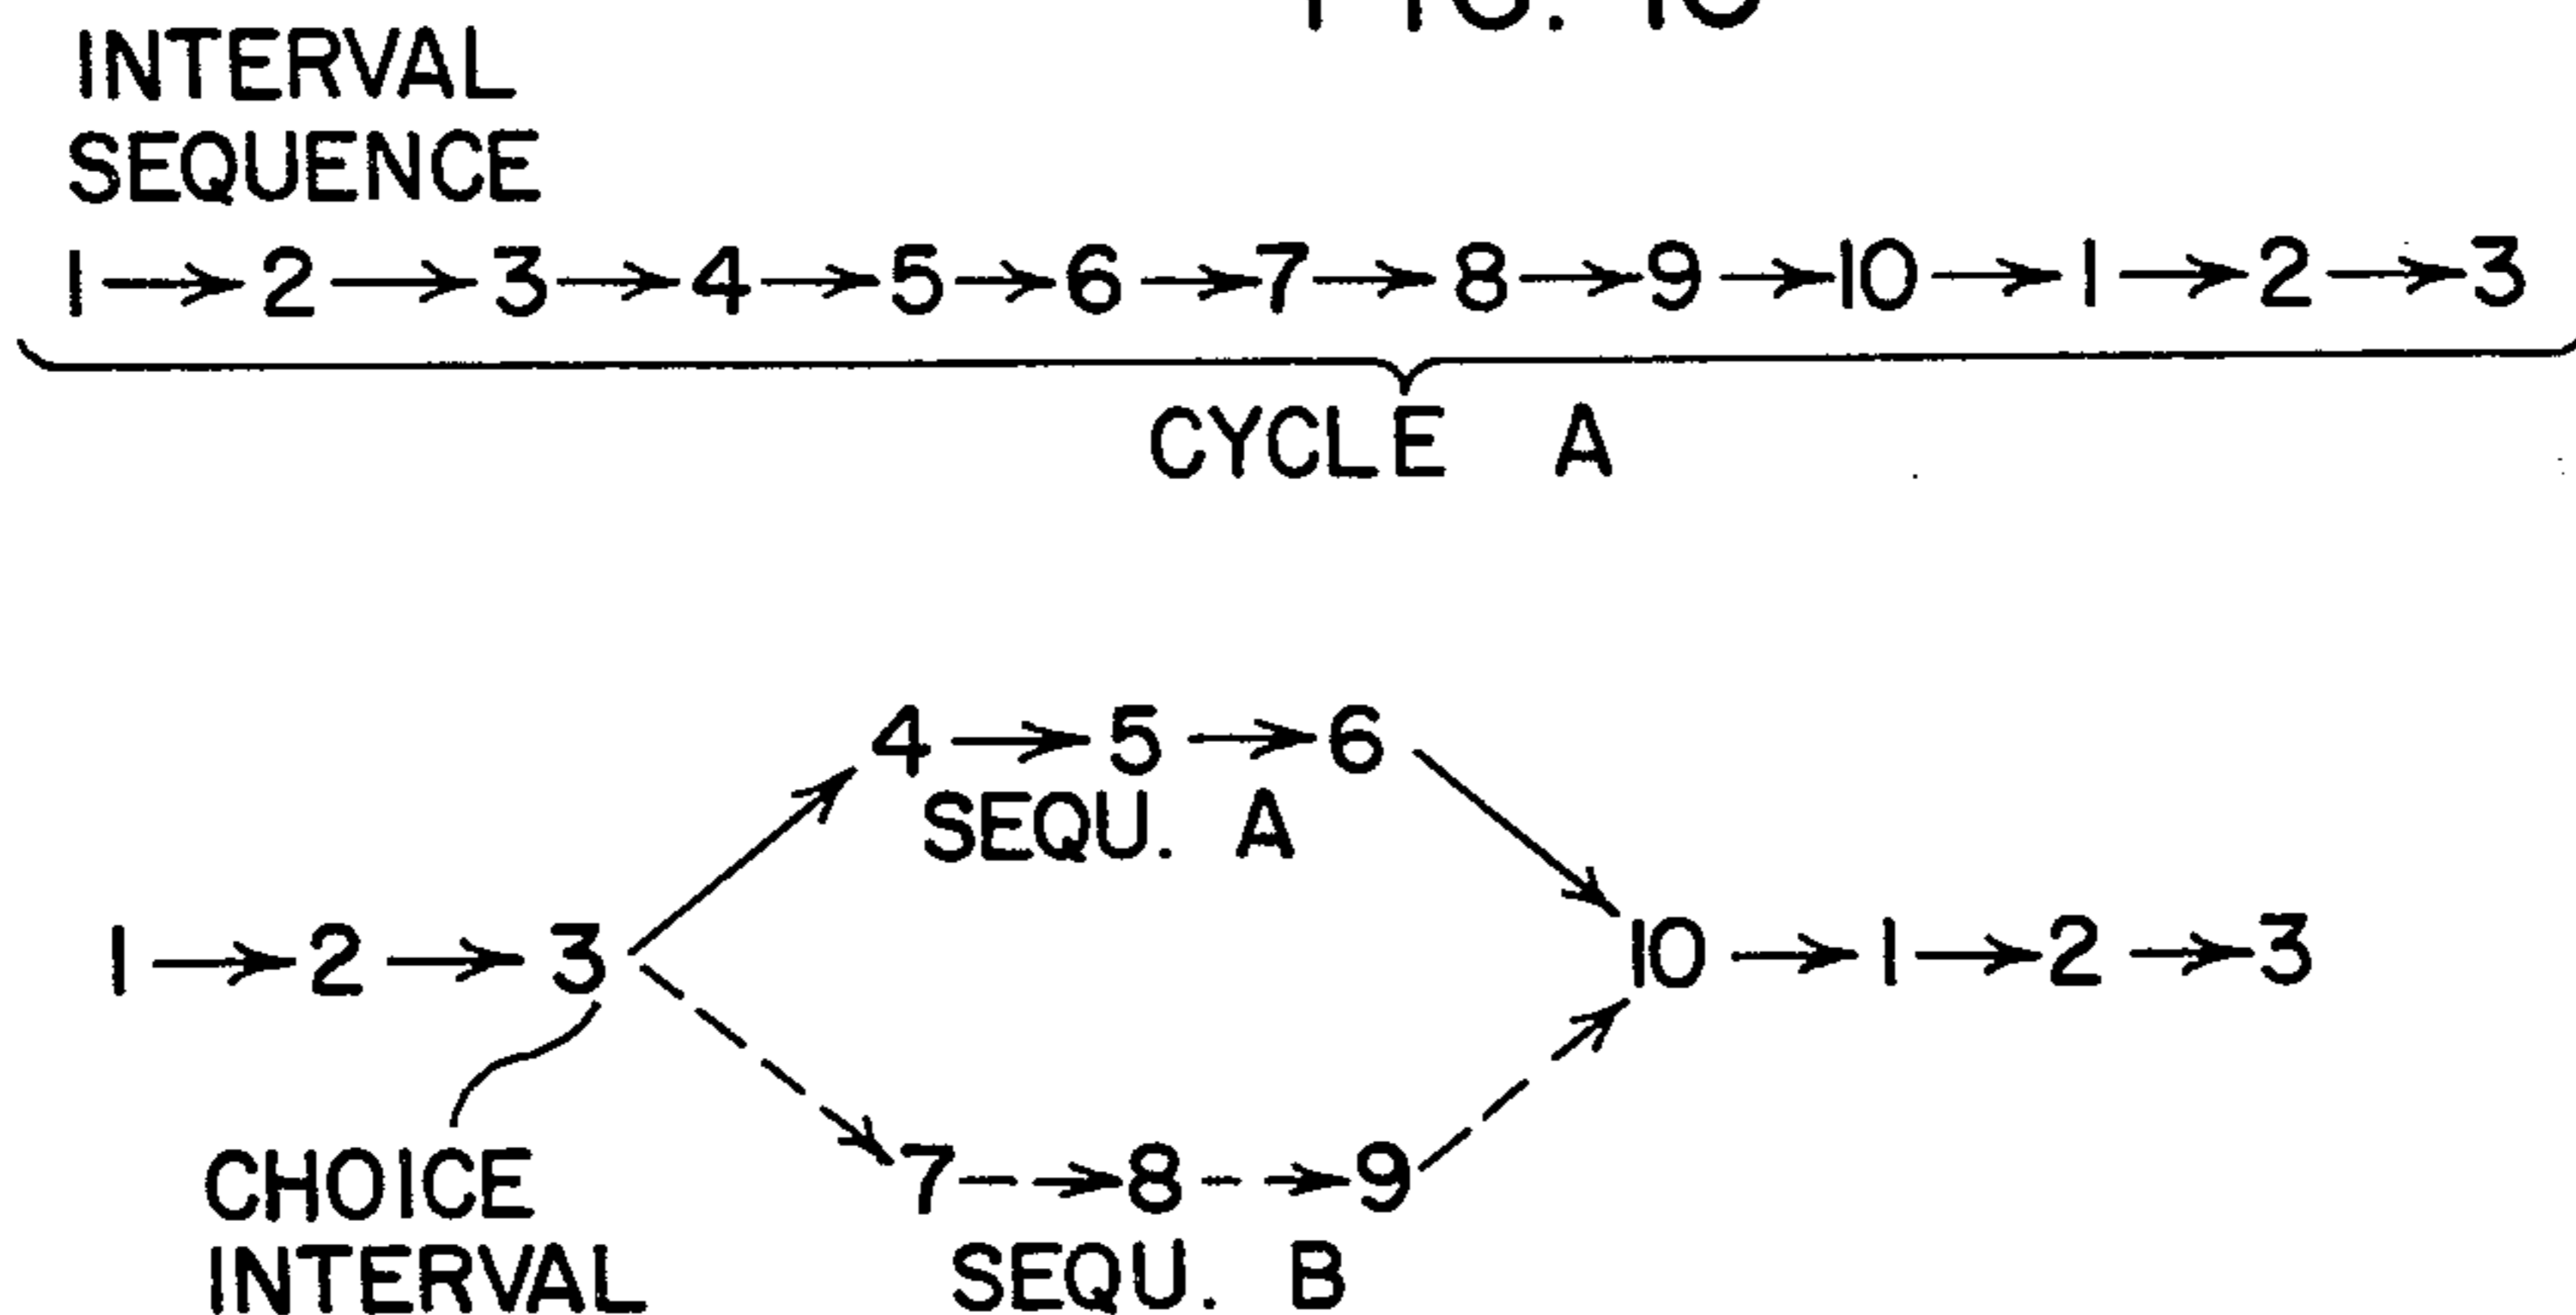 INTERVAL
SEQUENCE
1 → 2 → 3 → 4 → 5 → 6 → 7 → 8 → 9 → 10 → 1 → 2 → 3
CYCLE A
4 → 5 → 6
SEQU. A
1 → 2 → 3
10 → 1 → 2 → 3
7 → 8 → 9
SEQU. B
CHOICE
INTERVAL